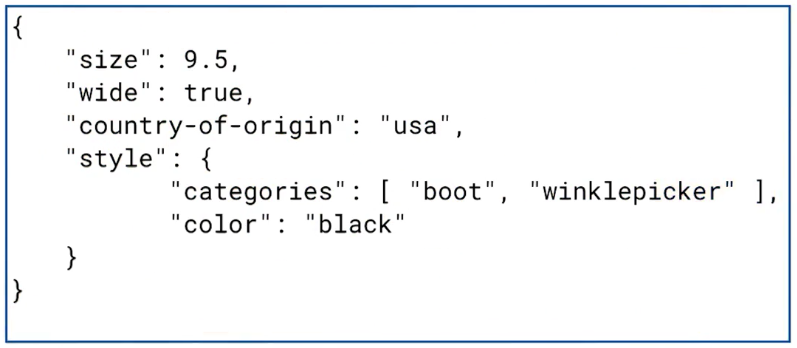 {
"size": 9.5,
"wide": true,
"country-of-origin": "usa",
"style": {
"categories": [ "boot", "winklepicker" ],
"color": "black"
}
}